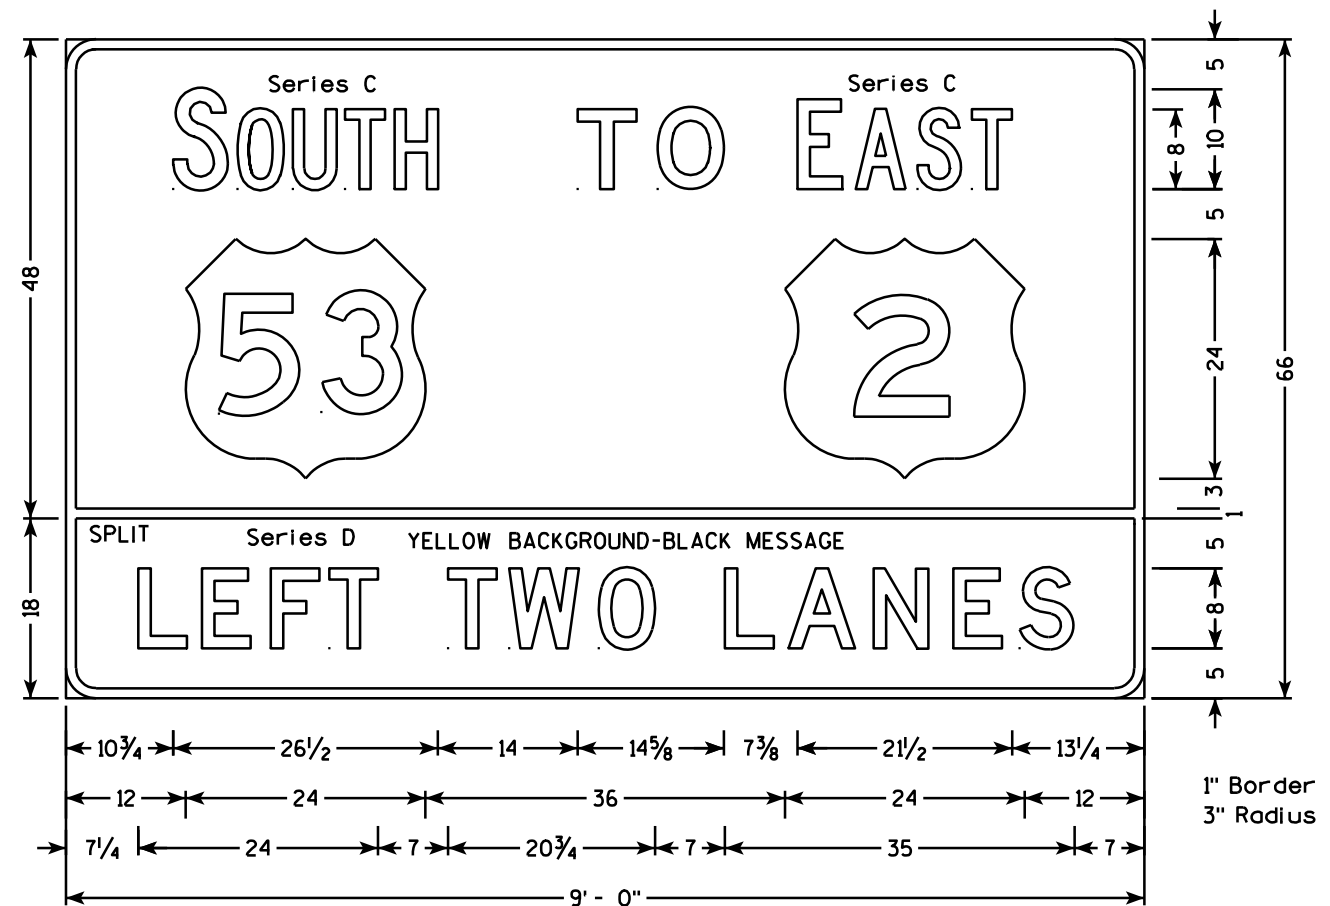 Series C Series C
SOUTH TO EAST
5
10
8
5
48
53 2
24
66
3
1
SPLIT Series D YELLOW BACKGROUND-BLACK MESSAGE
5
LEFT TWO LANES
18
8
5
10¾ 26½ 14 14⅝ 7⅜ 21½ 13¼
12 24 36 24 12
1" Border
3" Radius
7¼ 24 7 20¾ 7 35 7
9' - 0"